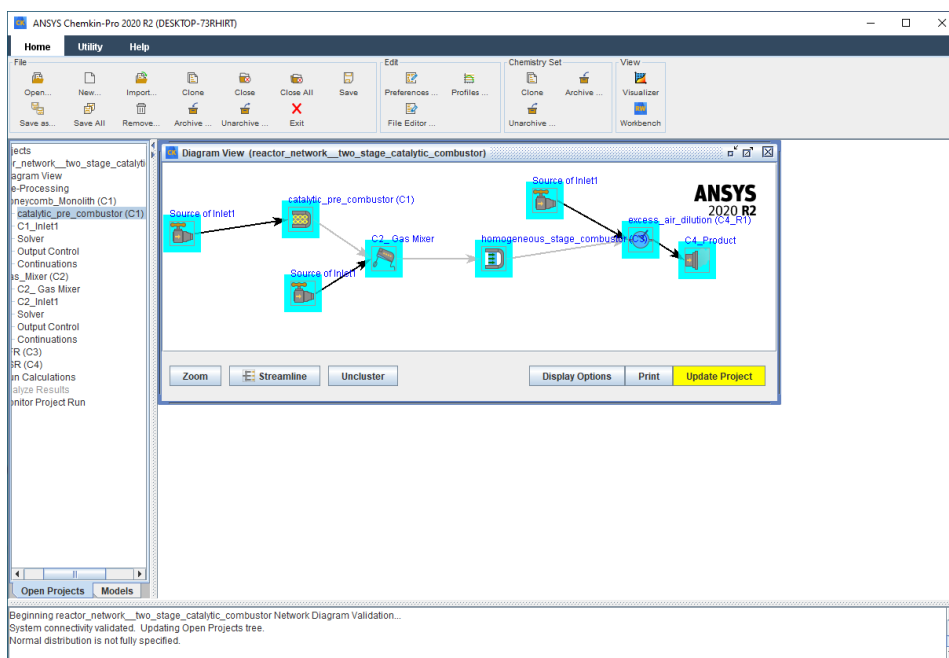 ANSYS Chemkin-Pro 2020 R2 (DESKTOP-73RHIRT)
Home Utility Help
File Edit Chemistry Set View
Open... New... Import... Clone Close Close All Save Preferences ... Profiles ... Clone Archive ... Visualizer
Save as... Save All Remove... Archive ... Unarchive ... Exit File Editor ... Unarchive ... Workbench
jects
r_network__two_stage_catalyti
agram View
e-Processing
oneycomb_Monolith (C1)
catalytic_pre_combustor (C1)
C1_Inlet1
Solver
Output Control
Continuations
as_Mixer (C2)
C2_ Gas Mixer
C2_Inlet1
Solver
Output Control
Continuations
FR (C3)
SR (C4)
un Calculations
alyze Results
onitor Project Run
Open Projects Models
Diagram View (reactor_network__two_stage_catalytic_combustor)
Source of Inlet1
catalytic_pre_combustor (C1)
Source of Inlet1
C2_ Gas Mixer
homogeneous_stage_combustor (C3)
Source of Inlet1
excess_air_dilution (C4_R1)
C4_Product
ANSYS
2020 R2
Zoom Streamline Uncluster Display Options Print Update Project
Beginning reactor_network__two_stage_catalytic_combustor Network Diagram Validation...
System connectivity validated. Updating Open Projects tree.
Normal distribution is not fully specified.